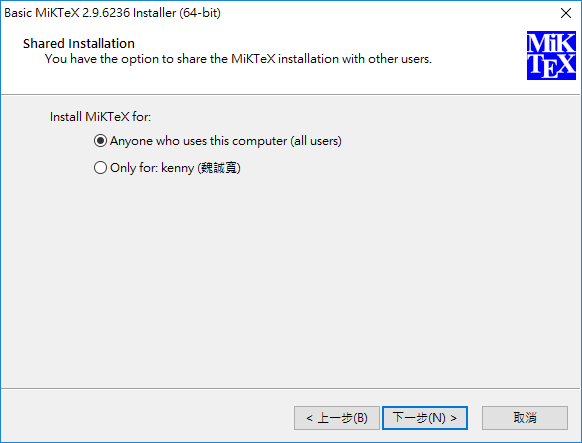 Basic MiKTeX 2.9.6236 Installer (64-bit)
Shared Installation
You have the option to share the MiKTeX installation with other users.
MiK
TEX
Install MiKTeX for:
Anyone who uses this computer (all users)
Only for: kenny (魏誠寬)
< 上一步(B)
下一步(N) >
取消